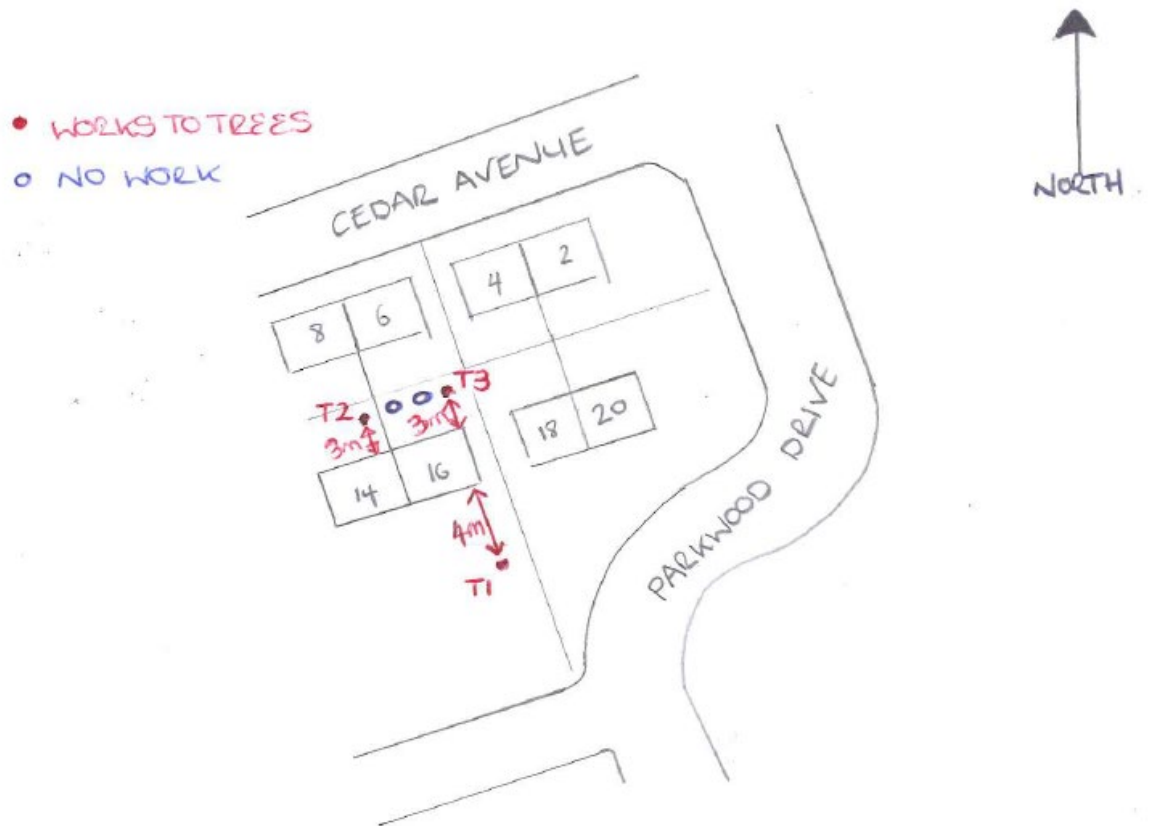 WORKS TO TREES
NO WORK
NORTH
CEDAR AVENUE
2
4
6
8
T3
T2
3m
3m
18
20
14
16
4m
T1
PARKWOOD DRIVE